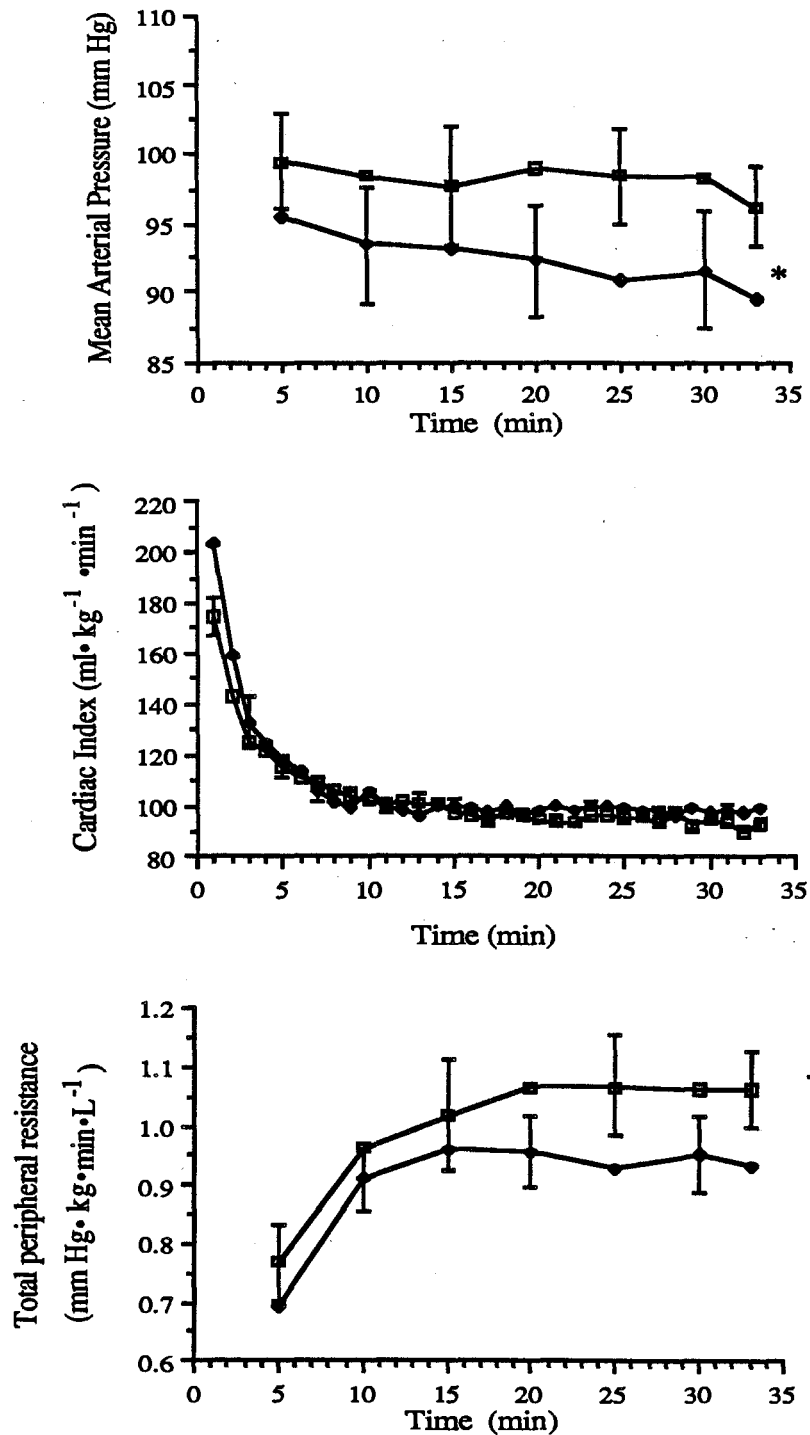 110
105
100
95
90
85
Mean Arterial Pressure (mm Hg)
*
0 5 10 15 20 25 30 35
Time (min)
220
200
180
160
140
120
100
80
Cardiac Index (ml•kg⁻¹•min⁻¹)
0 5 10 15 20 25 30 35
Time (min)
1.2
1.1
1.0
0.9
0.8
0.7
0.6
Total peripheral resistance
(mm Hg•kg•min•L⁻¹)
0 5 10 15 20 25 30 35
Time (min)